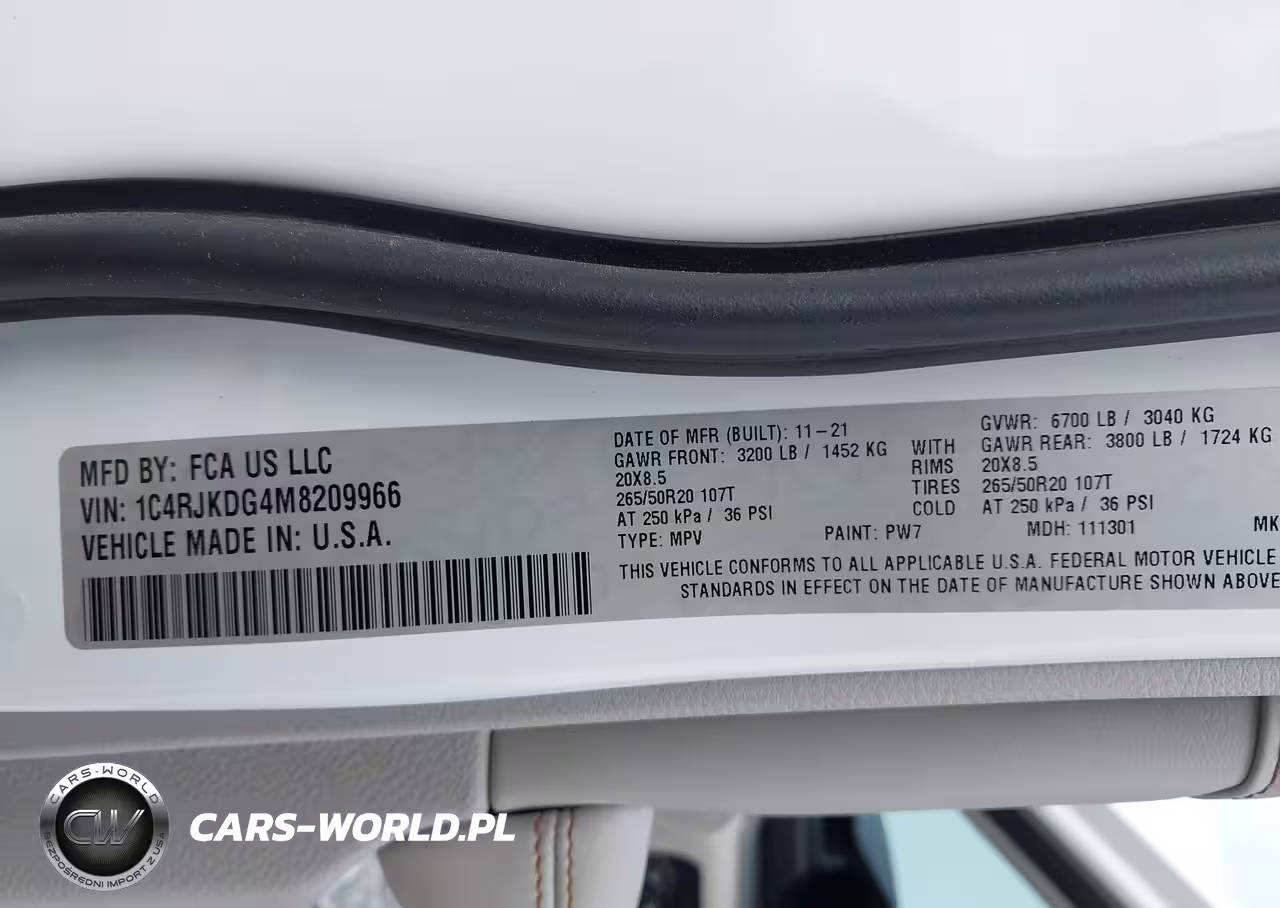 MFD BY: FCA US LLC
VIN: 1C4RJKDG4M8209966
VEHICLE MADE IN: U.S.A.
DATE OF MFR (BUILT): 11-21
GVWR: 6700 LB / 3040 KG
GAWR FRONT: 3200 LB / 1452 KG WITH GAWR REAR: 3800 LB / 1724 KG
20X8.5 RIMS 20X8.5
265/50R20 107T TIRES 265/50R20 107T
AT 250 kPa / 36 PSI COLD AT 250 kPa / 36 PSI
TYPE: MPV PAINT: PW7 MDH: 111301 MK
THIS VEHICLE CONFORMS TO ALL APPLICABLE U.S.A. FEDERAL MOTOR VEHICLE
STANDARDS IN EFFECT ON THE DATE OF MANUFACTURE SHOWN ABOVE
CARS-WORLD
CW
BEZPOŚREDNI IMPORT Z USA
CARS-WORLD.PL